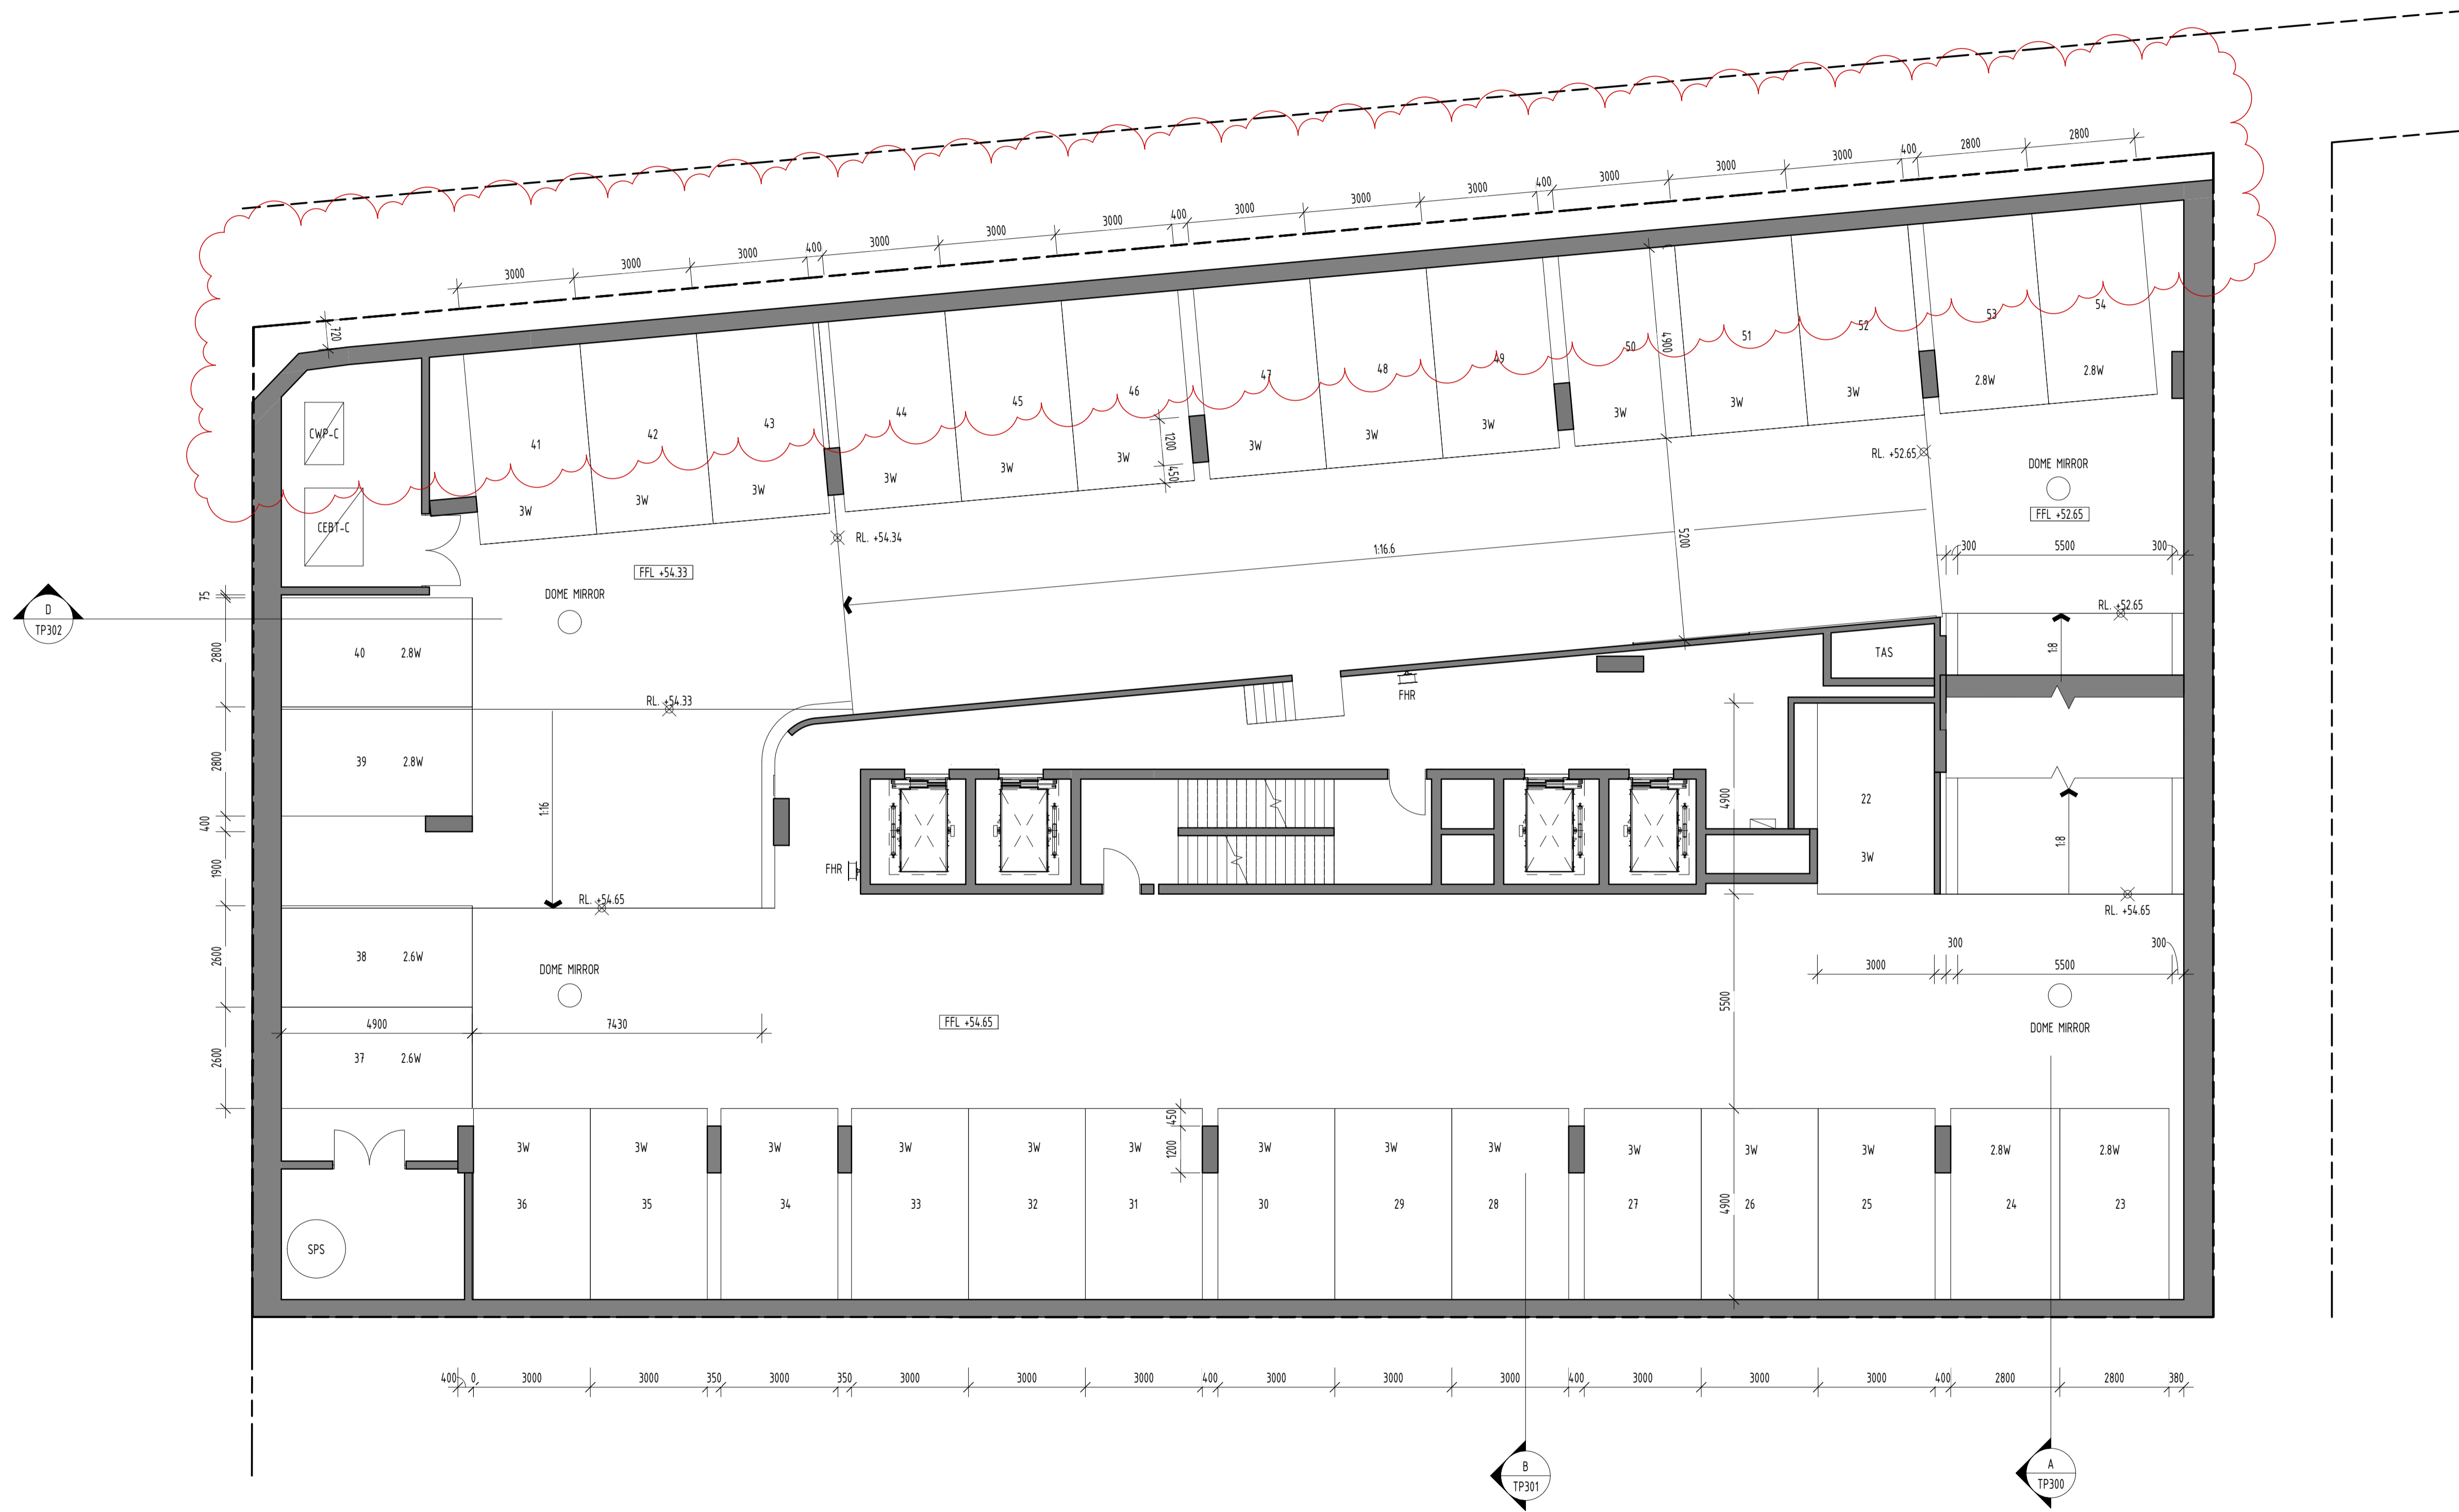 2800
2800
400
3000
3000
3000
400
3000
3000
3000
400
3000
3000
3000
400
3000
3000
3000
720
54
53
52
51
50
4900
49
48
47
46
45
44
43
42
41
2.8W
2.8W
3W
3W
3W
3W
3W
3W
3W
3W
3W
3W
3W
3W
1200
450
CWP-C
CEBT-C
RL. +52.65
DOME MIRROR
FFL +52.65
300
5500
300
RL. +54.34
5200
1:16.6
FFL +54.33
DOME MIRROR
D
TP302
75
2800
40 2.8W
RL. +52.65
1:8
TAS
FHR
RL. +54.33
2800
39 2.8W
1:16
400
1900
FHR
4900
22
3W
1:8
RL. +54.65
RL. +54.65
2600
38 2.6W
DOME MIRROR
300
300
3000
5500
5500
4900
7430
FFL +54.65
DOME MIRROR
2600
37 2.6W
450
1200
3W
3W
3W
3W
3W
3W
3W
3W
3W
3W
3W
3W
2.8W
2.8W
36
35
34
33
32
31
30
29
28
27
4900
26
25
24
23
SPS
400
0,
3000
3000
350
3000
350
3000
3000
3000
400
3000
3000
3000
400
3000
3000
3000
400
2800
2800
380
B
TP301
A
TP300